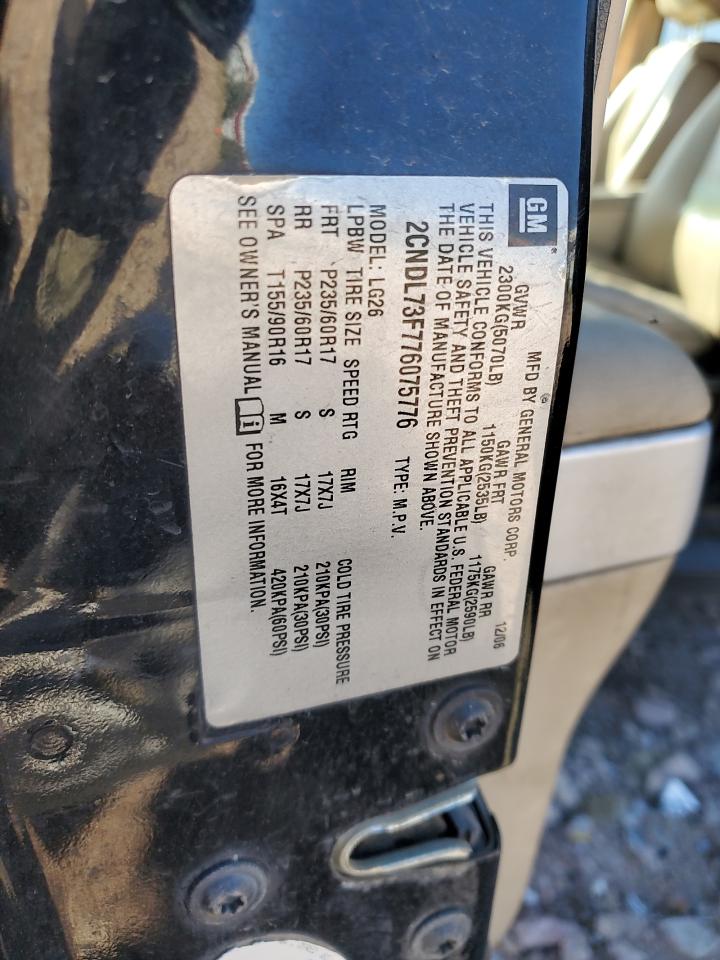 GM
MFD BY GENERAL MOTORS CORP. 12/06
GVWR GAWR FRT GAWR RR
2300KG(5070LB) 1150KG(2535LB) 1175KG(2590LB)
THIS VEHICLE CONFORMS TO ALL APPLICABLE U.S. FEDERAL MOTOR
VEHICLE SAFETY AND THEFT PREVENTION STANDARDS IN EFFECT ON
THE DATE OF MANUFACTURE SHOWN ABOVE.
2CNDL73F776075776 TYPE: M.P.V.
MODEL: LG26
LPBW TIRE SIZE SPEED RTG RIM COLD TIRE PRESSURE
FRT P235/60R17 S 17X7J 210KPA(30PSI)
RR P235/60R17 S 17X7J 210KPA(30PSI)
SPA T155/90R16 M 16X4T 420KPA(60PSI)
SEE OWNER'S MANUAL FOR MORE INFORMATION.